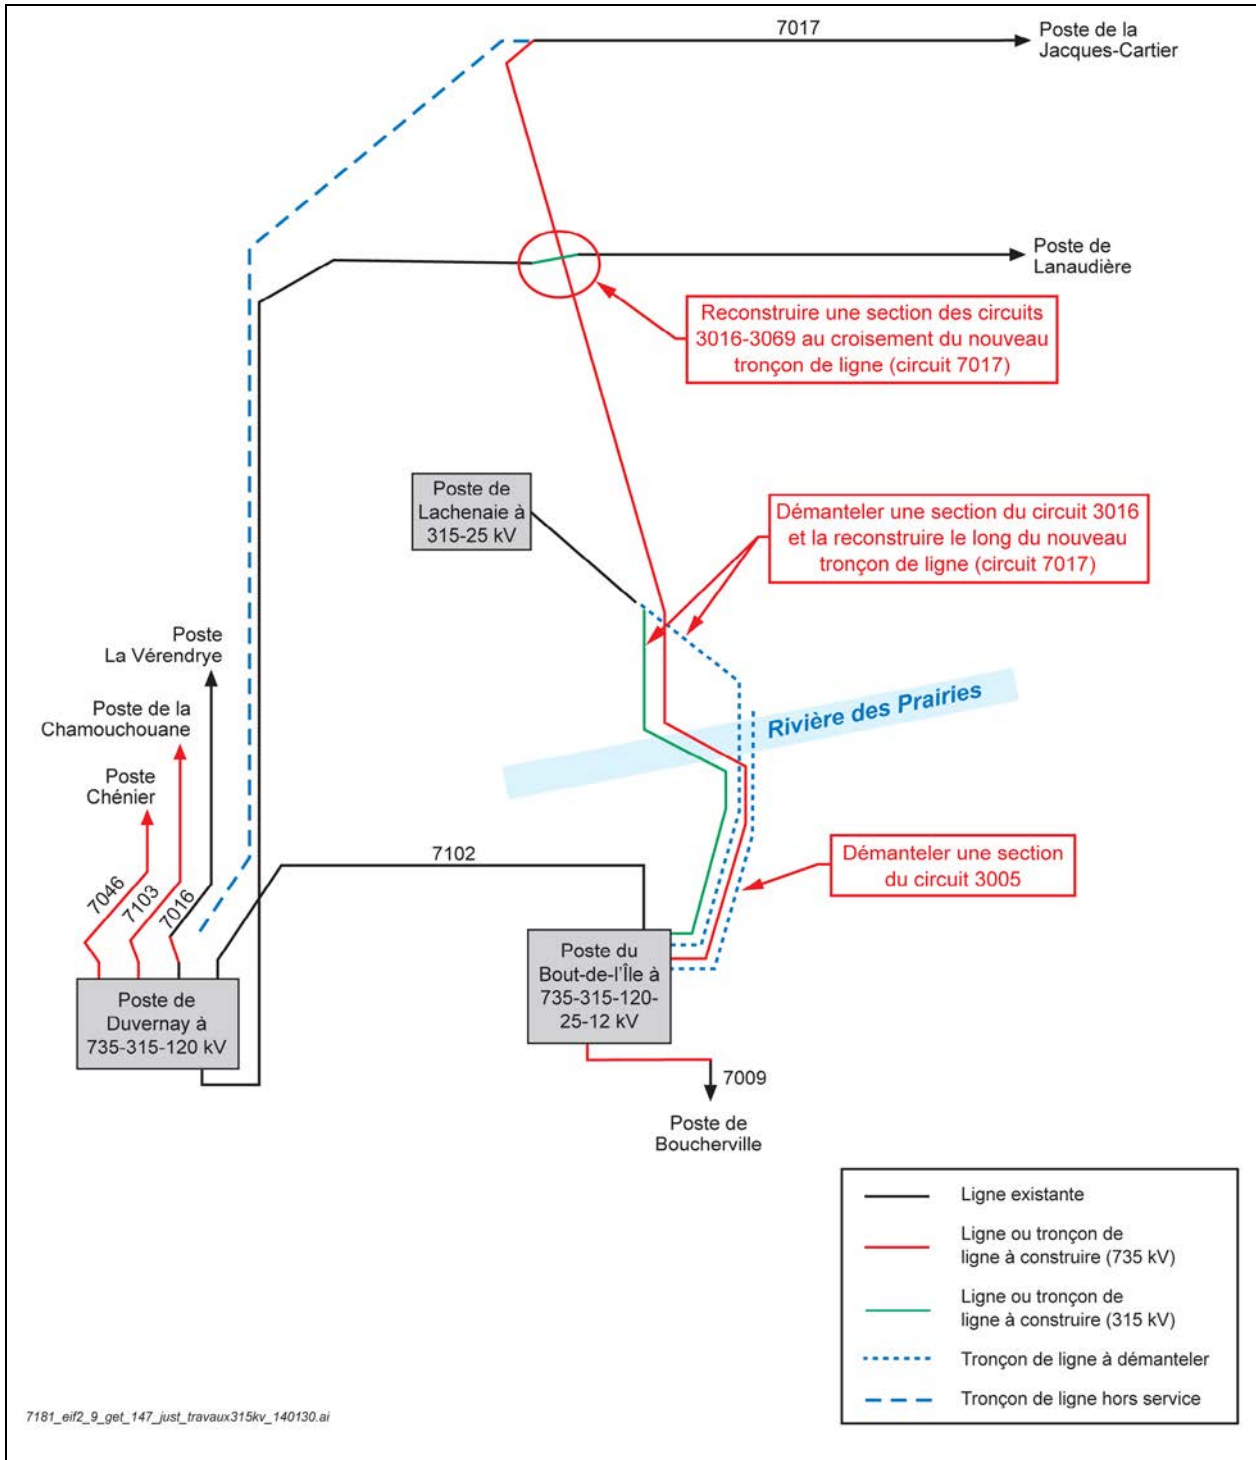 7017
Poste de la
Jacques-Cartier
Poste de
Lanaudière
Reconstruire une section des circuits
3016-3069 au croisement du nouveau
tronçon de ligne (circuit 7017)
Poste de
Lachenaie à
315-25 kV
Démanteler une section du circuit 3016
et la reconstruire le long du nouveau
tronçon de ligne (circuit 7017)
Poste
La Vérendrye
Poste de la
Chamouchouane
Poste
Chénier
Rivière des Prairies
7102
Démanteler une section
du circuit 3005
7046
7103
7016
Poste de
Duvernay à
735-315-120 kV
Poste du
Bout-de-l'Île à
735-315-120-
25-12 kV
7009
Poste de
Boucherville
Ligne existante
Ligne ou tronçon de
ligne à construire (735 kV)
Ligne ou tronçon de
ligne à construire (315 kV)
Tronçon de ligne à démanteler
Tronçon de ligne hors service
7181_eif2_9_get_147_just_travaux315kv_140130.ai